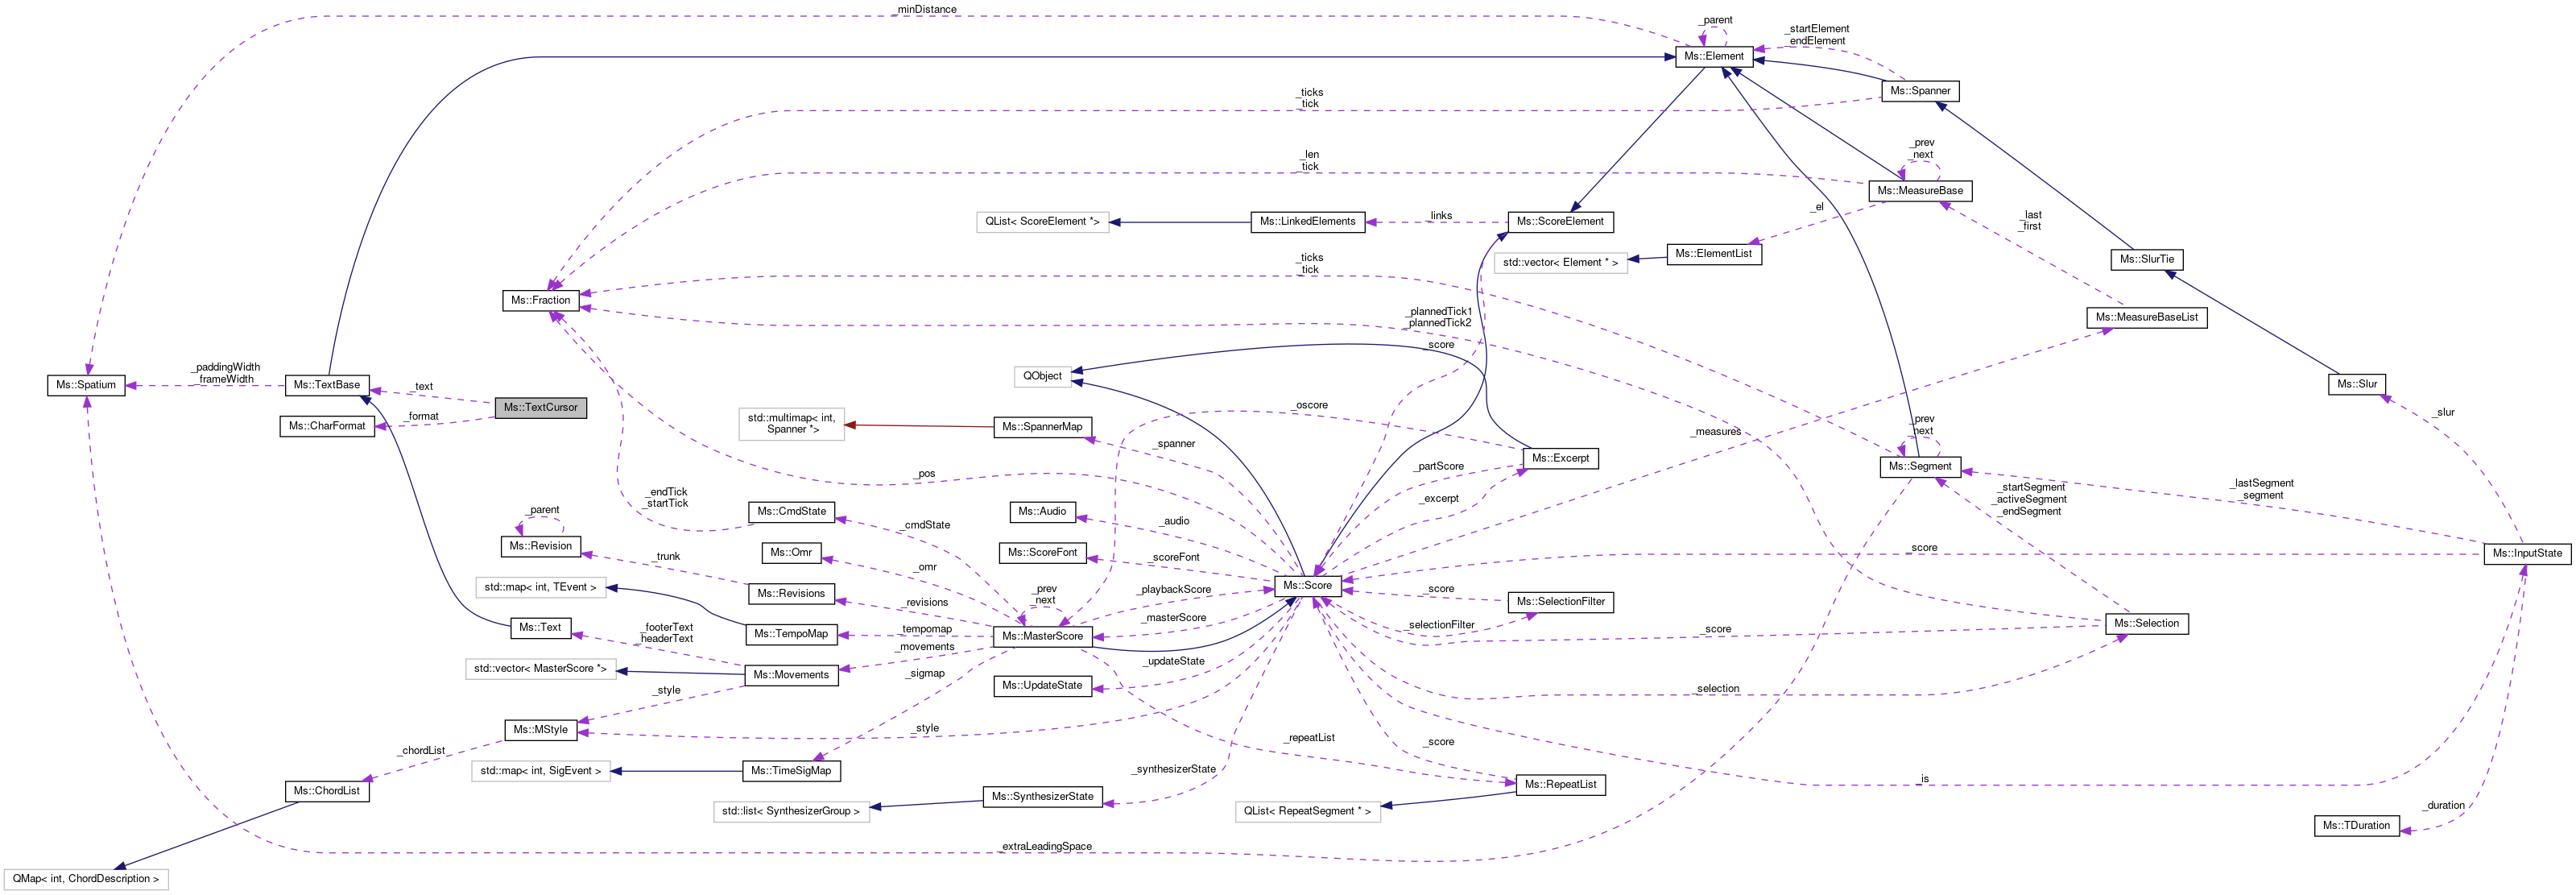 _minDistance
_parent
_startElement
_endElement
Ms::Element
Ms::Spanner
_ticks
_tick
_prev
_next
_len
_tick
Ms::MeasureBase
_el
_last
_first
QList< ScoreElement *>
Ms::LinkedElements
_links
Ms::ScoreElement
Ms::ElementList
std::vector< Element * >
Ms::SlurTie
_ticks
_tick
Ms::Fraction
_plannedTick1
_plannedTick2
Ms::MeasureBaseList
_score
QObject
_paddingWidth
_frameWidth
Ms::Spatium
Ms::TextBase
_text
Ms::TextCursor
_format
Ms::CharFormat
Ms::Slur
_oscore
_slur
std::multimap< int,
Spanner *>
Ms::SpannerMap
_spanner
_measures
_prev
_next
Ms::Excerpt
Ms::Segment
_partScore
_pos
_excerpt
_endTick
_startTick
_startSegment
_activeSegment
_endSegment
_lastSegment
_segment
_parent
Ms::CmdState
_cmdState
Ms::Audio
_audio
Ms::Revision
_trunk
Ms::Omr
_omr
Ms::ScoreFont
_scoreFont
_score
Ms::InputState
std::map< int, TEvent >
Ms::Revisions
_revisions
_prev
_next
_playbackScore
Ms::Score
_score
Ms::SelectionFilter
Ms::Text
_footerText
_headerText
Ms::TempoMap
_tempomap
Ms::MasterScore
_masterScore
_selectionFilter
_score
Ms::Selection
std::vector< MasterScore *>
Ms::Movements
_movements
_updateState
_sigmap
_style
Ms::UpdateState
_selection
Ms::MStyle
_style
_chordList
_repeatList
_score
std::map< int, SigEvent >
Ms::TimeSigMap
_synthesizerState
_is
Ms::ChordList
Ms::RepeatList
Ms::SynthesizerState
std::list< SynthesizerGroup >
QList< RepeatSegment * >
_duration
Ms::TDuration
_extraLeadingSpace
QMap< int, ChordDescription >